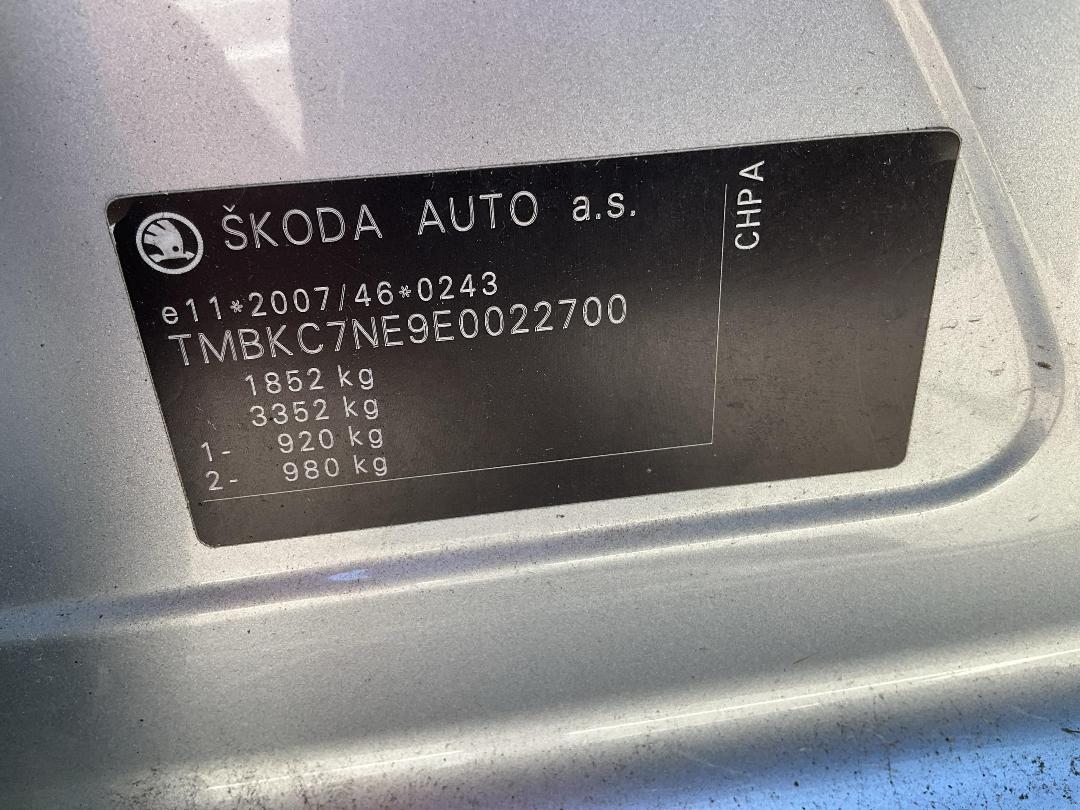 ŠKODA AUTO a.s.
e11*2007/46*0243
TMBKC7NE9E0022700
1852 kg
3352 kg
1- 920 kg
2- 980 kg
CHPA